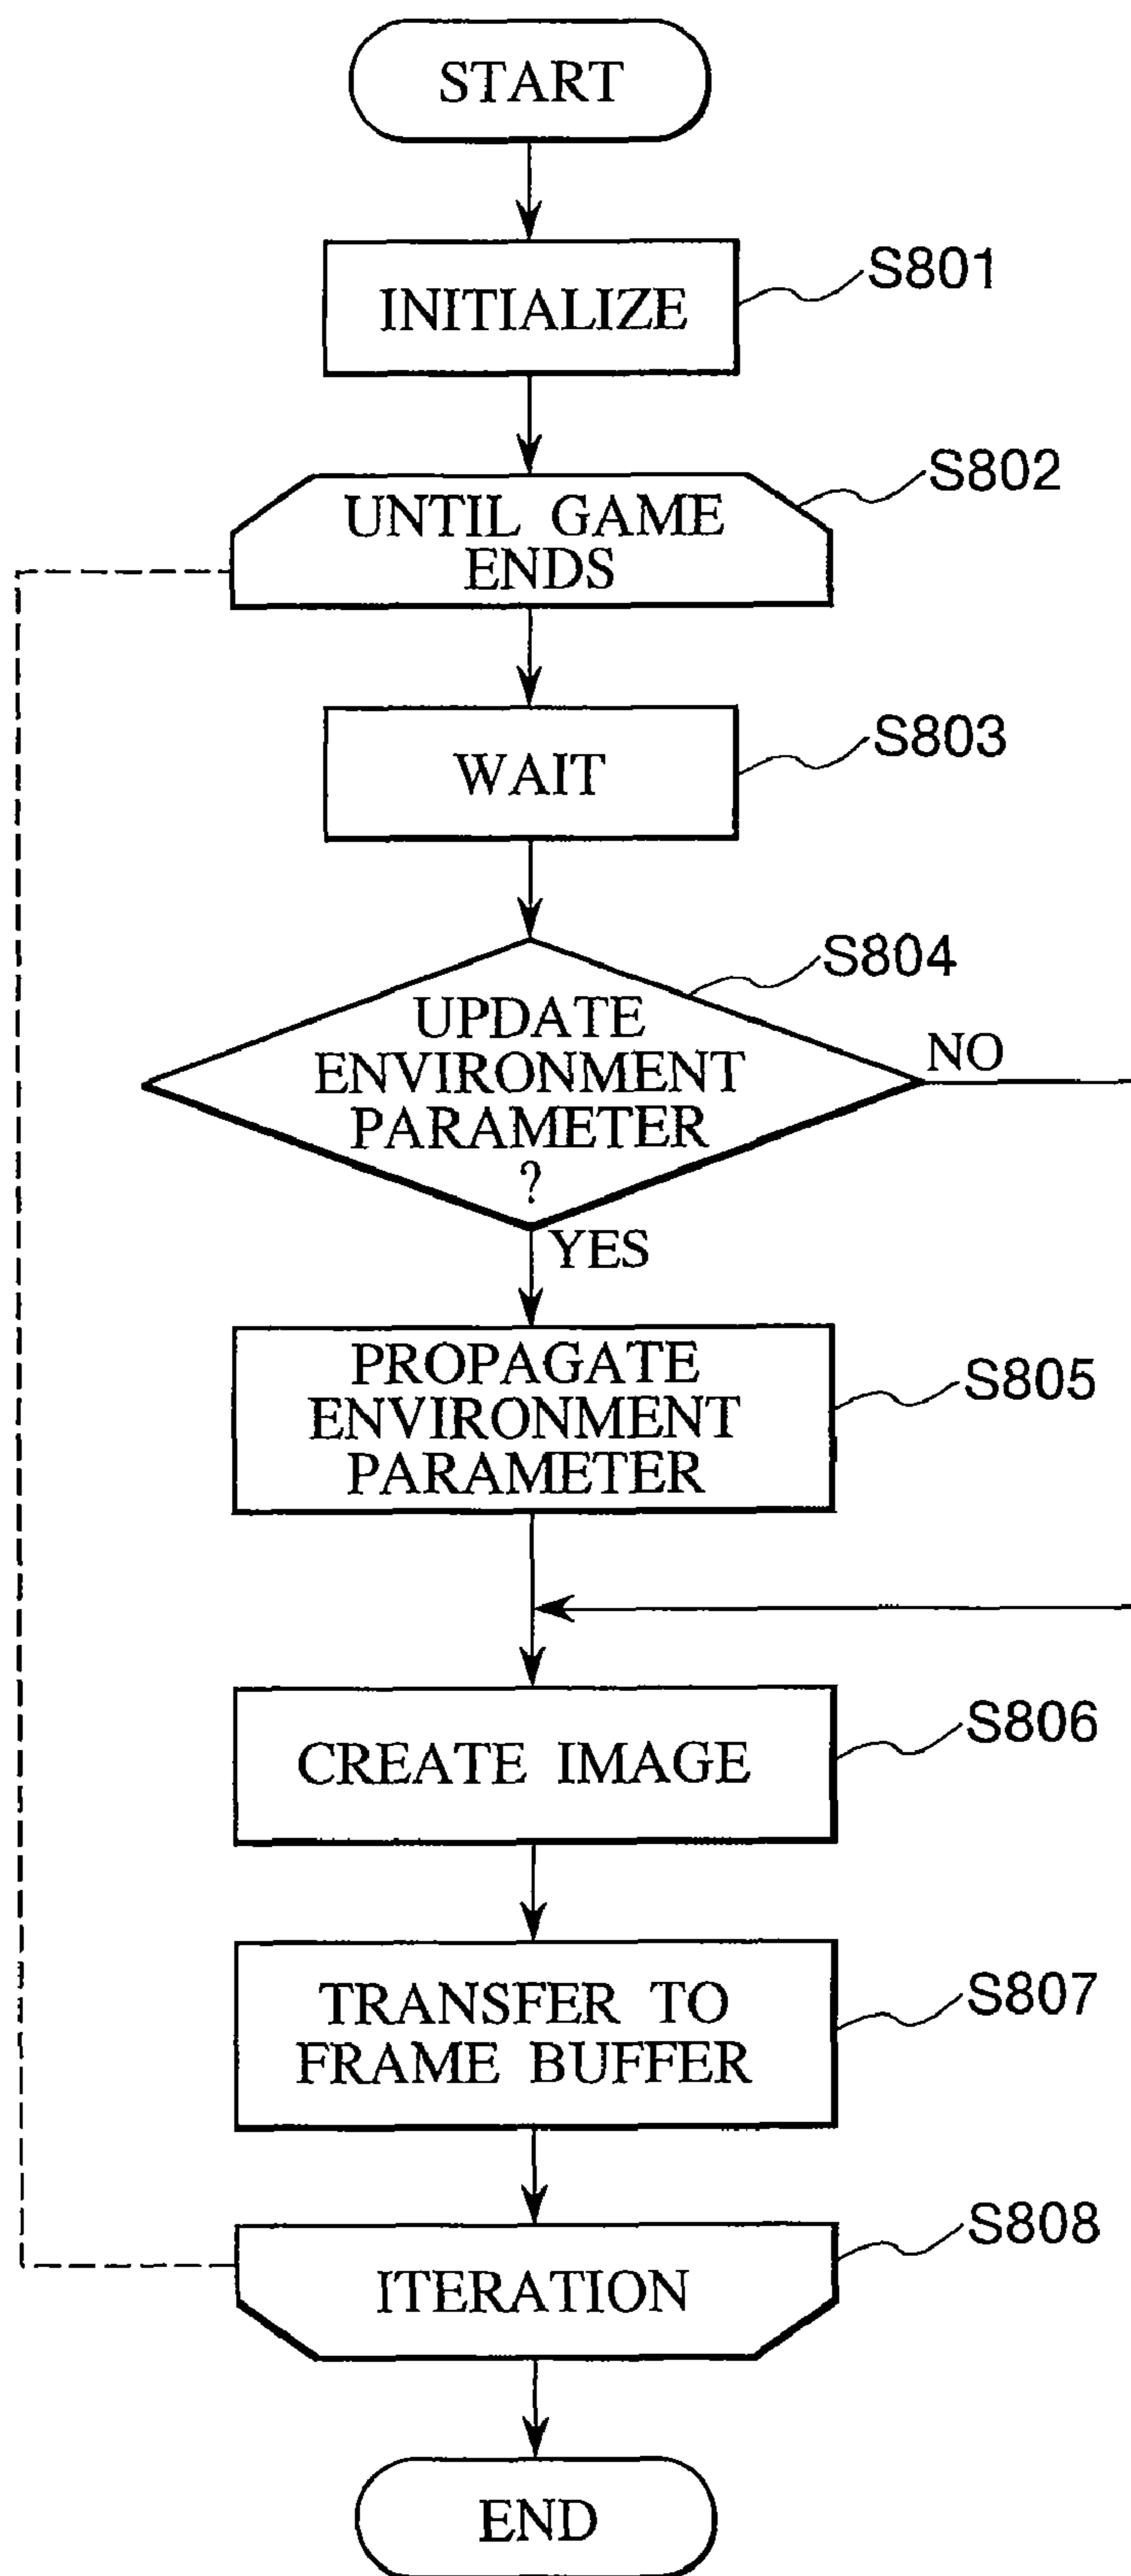 START
INITIALIZE
S801
UNTIL GAME
ENDS
S802
WAIT
S803
UPDATE
ENVIRONMENT
PARAMETER
?
S804
NO
YES
PROPAGATE
ENVIRONMENT
PARAMETER
S805
CREATE IMAGE
S806
TRANSFER TO
FRAME BUFFER
S807
ITERATION
S808
END